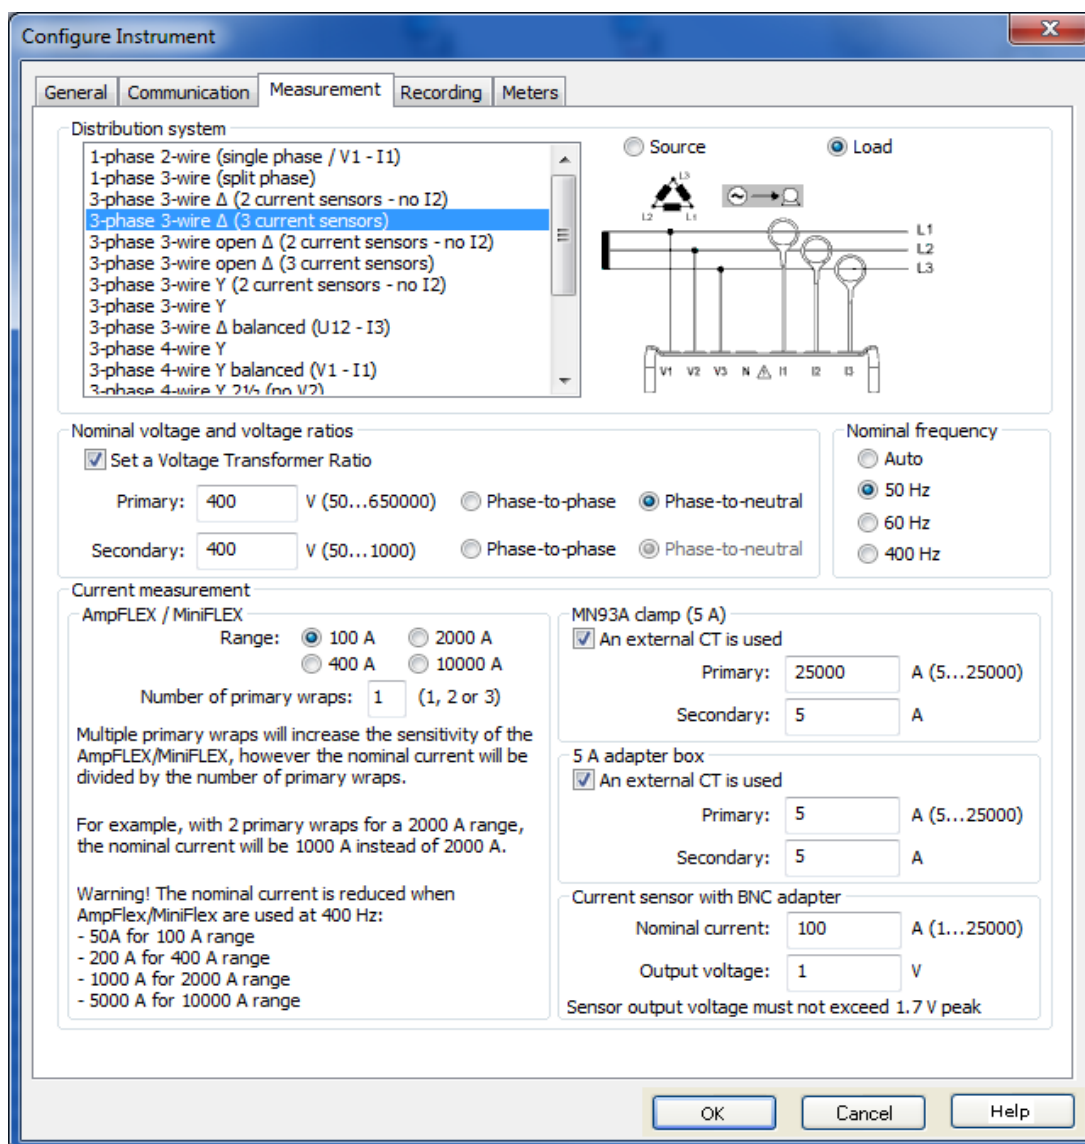 Configure Instrument
General Communication Measurement Recording Meters
Distribution system
1-phase 2-wire (single phase / V1 - I1)
1-phase 3-wire (split phase)
3-phase 3-wire Δ (2 current sensors - no I2)
3-phase 3-wire Δ (3 current sensors)
3-phase 3-wire open Δ (2 current sensors - no I2)
3-phase 3-wire open Δ (3 current sensors)
3-phase 3-wire Y (2 current sensors - no I2)
3-phase 3-wire Y
3-phase 3-wire Δ balanced (U12 - I3)
3-phase 4-wire Y
3-phase 4-wire Y balanced (V1 - I1)
3-phase 4-wire Y 2½ (no V2)
Source Load
L3
L2 L1
L1
L2
L3
V1 V2 V3 N I1 I2 I3
Nominal voltage and voltage ratios
Set a Voltage Transformer Ratio
Primary: 400 V (50...650000) Phase-to-phase Phase-to-neutral
Secondary: 400 V (50...1000) Phase-to-phase Phase-to-neutral
Nominal frequency
Auto
50 Hz
60 Hz
400 Hz
Current measurement
AmpFLEX / MiniFLEX
Range: 100 A 2000 A
400 A 10000 A
Number of primary wraps: 1 (1, 2 or 3)
Multiple primary wraps will increase the sensitivity of the
AmpFLEX/MiniFLEX, however the nominal current will be
divided by the number of primary wraps.
For example, with 2 primary wraps for a 2000 A range,
the nominal current will be 1000 A instead of 2000 A.
Warning! The nominal current is reduced when
AmpFlex/MiniFlex are used at 400 Hz:
- 50A for 100 A range
- 200 A for 400 A range
- 1000 A for 2000 A range
- 5000 A for 10000 A range
MN93A clamp (5 A)
An external CT is used
Primary: 25000 A (5...25000)
Secondary: 5 A
5 A adapter box
An external CT is used
Primary: 5 A (5...25000)
Secondary: 5 A
Current sensor with BNC adapter
Nominal current: 100 A (1...25000)
Output voltage: 1 V
Sensor output voltage must not exceed 1.7 V peak
OK Cancel Help